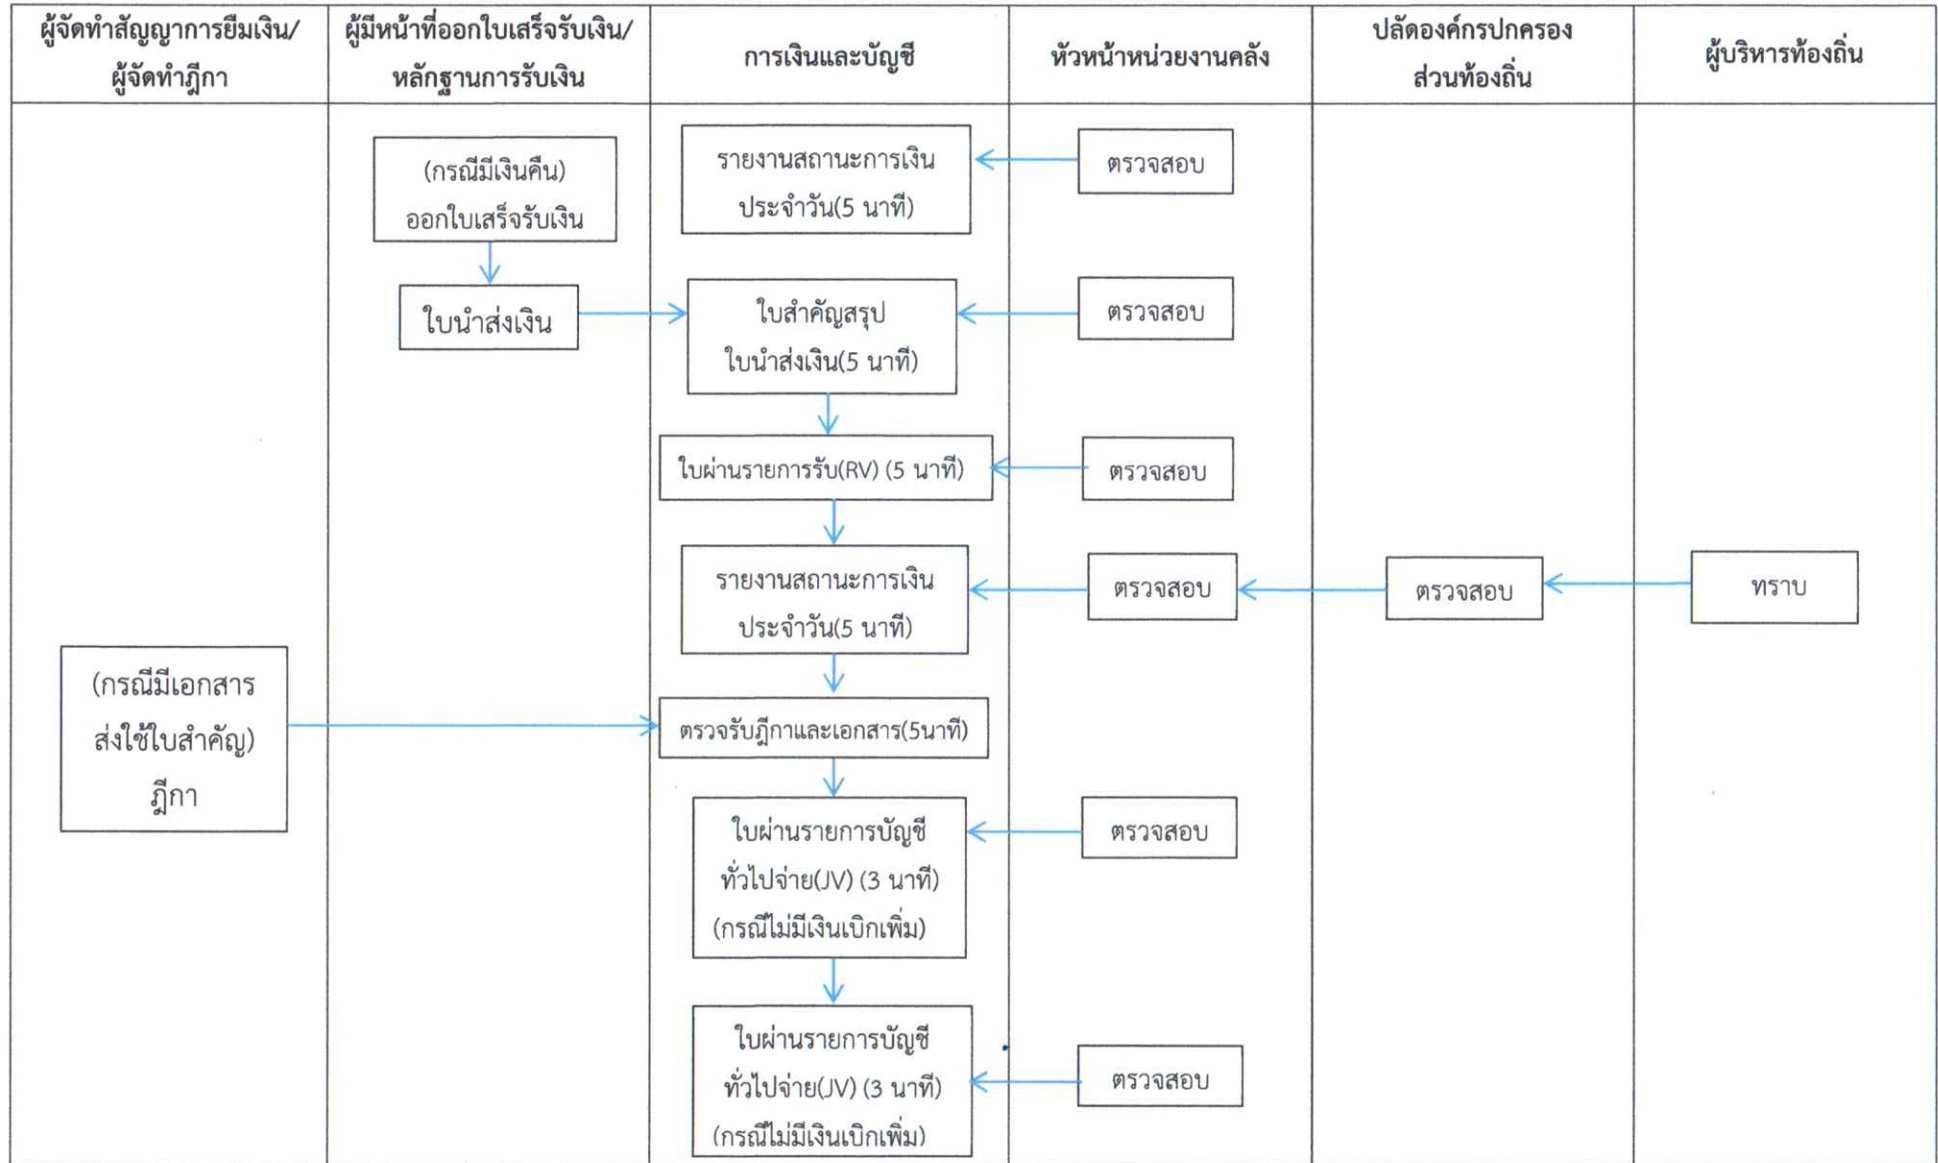 ผู้จัดทำสัญญาการยืมเงิน/
ผู้จัดทำฎีกา
ผู้มีหน้าที่ออกใบเสร็จรับเงิน/
หลักฐานการรับเงิน
การเงินและบัญชี
หัวหน้าหน่วยงานคลัง
ปลัดองค์กรปกครอง
ส่วนท้องถิ่น
ผู้บริหารท้องถิ่น
(กรณีมีเงินคืน)
ออกใบเสร็จรับเงิน
รายงานสถานะการเงิน
ประจำวัน(5 นาที)
ตรวจสอบ
ใบนำส่งเงิน
ใบสำคัญสรุป
ใบนำส่งเงิน(5 นาที)
ตรวจสอบ
ใบผ่านรายการรับ(RV) (5 นาที)
ตรวจสอบ
รายงานสถานะการเงิน
ประจำวัน(5 นาที)
ตรวจสอบ
ตรวจสอบ
ทราบ
(กรณีมีเอกสาร
ส่งใช้ใบสำคัญ)
ฎีกา
ตรวจรับฎีกาและเอกสาร(5นาที)
ใบผ่านรายการบัญชี
ทั่วไปจ่าย(JV) (3 นาที)
(กรณีไม่มีเงินเบิกเพิ่ม)
ตรวจสอบ
ใบผ่านรายการบัญชี
ทั่วไปจ่าย(JV) (3 นาที)
(กรณีไม่มีเงินเบิกเพิ่ม)
ตรวจสอบ